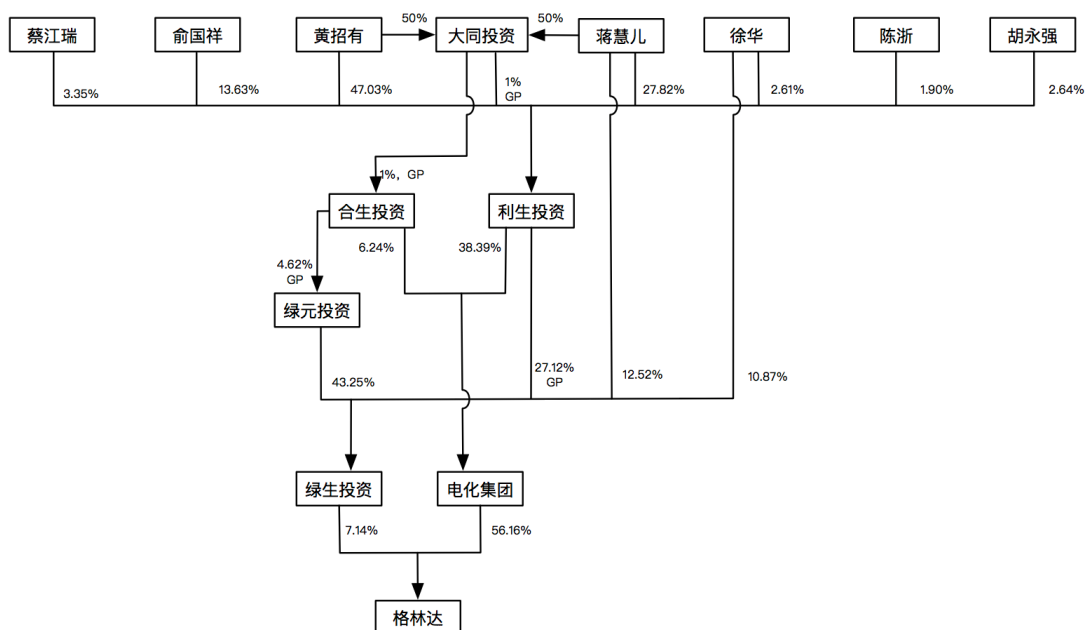 50%
50%
蔡江瑞
俞国祥
黄招有
大同投资
蒋慧儿
徐华
陈浙
胡永强
3.35%
13.63%
47.03%
1%
GP
27.82%
2.61%
1.90%
2.64%
1%，GP
合生投资
利生投资
6.24%
38.39%
4.62%
GP
绿元投资
43.25%
27.12%
GP
12.52%
10.87%
绿生投资
电化集团
7.14%
56.16%
格林达